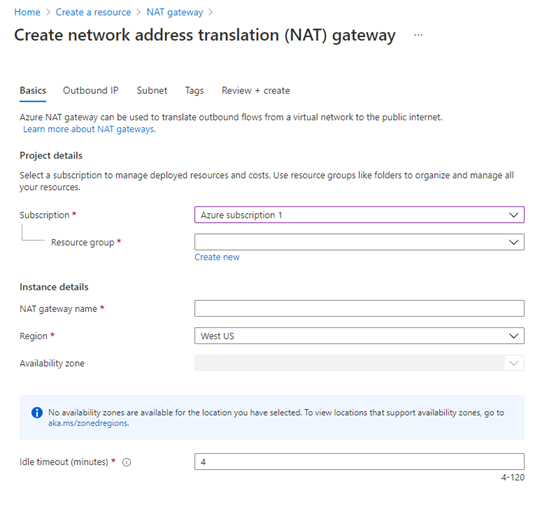 Home > Create a resource > NAT gateway >
Create network address translation (NAT) gateway ...
Basics Outbound IP Subnet Tags Review + create
Azure NAT gateway can be used to translate outbound flows from a virtual network to the public internet.
Learn more about NAT gateways.
Project details
Select a subscription to manage deployed resources and costs. Use resource groups like folders to organize and manage all
your resources.
Subscription *
Azure subscription 1
Resource group *
Create new
Instance details
NAT gateway name *
Region *
West US
Availability zone
No availability zones are available for the location you have selected. To view locations that support availability zones, go to
aka.ms/zonedregions.
Idle timeout (minutes) *
4
4-120